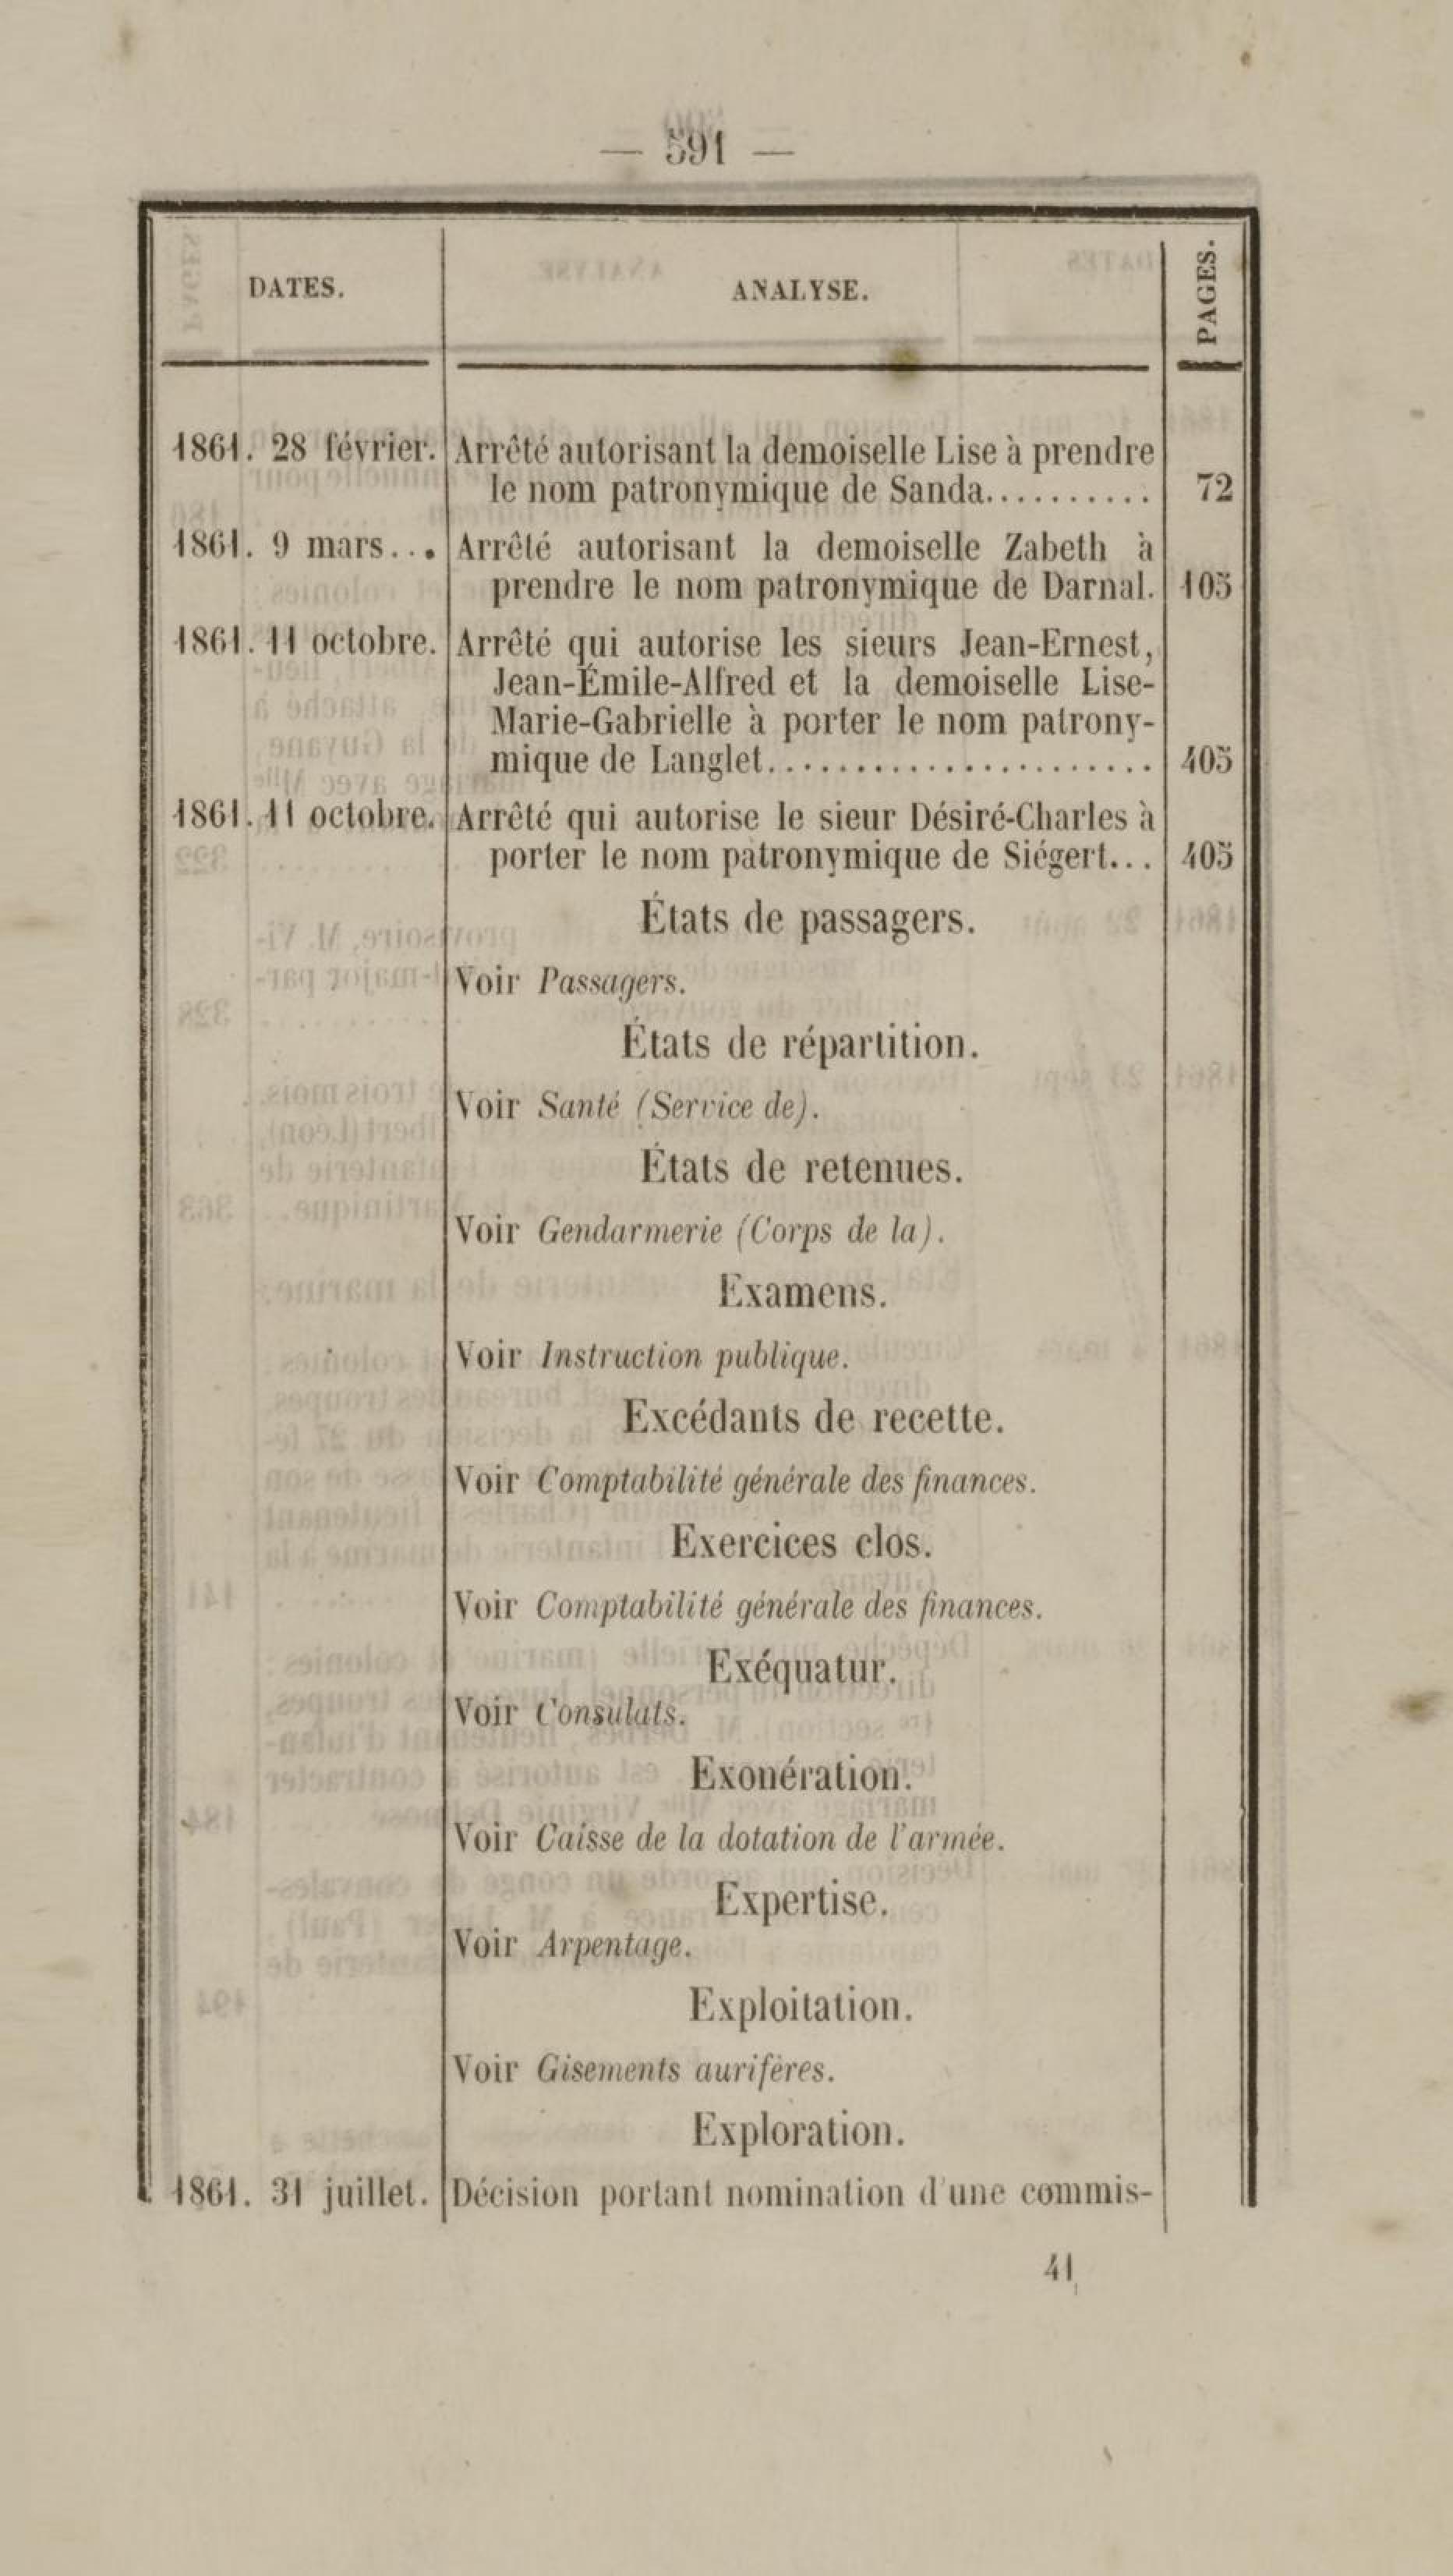 — 591 —
DATES.
ANALYSE.
PAGES.
1861. 28 février. Arrêté autorisant la demoiselle Lise à prendre
le nom patronymique de Sanda.......... 72
1861. 9 mars... Arrêté autorisant la demoiselle Zabeth à
prendre le nom patronymique de Darnal. 105
1861. 11 octobre. Arrêté qui autorise les sieurs Jean-Ernest,
Jean-Émile-Alfred et la demoiselle Lise-
Marie-Gabrielle à porter le nom patrony-
mique de Langlet...................... 405
1861. 11 octobre. Arrêté qui autorise le sieur Désiré-Charles à
porter le nom patronymique de Siégert... 405
États de passagers.
Voir Passagers.
États de répartition.
Voir Santé (Service de).
États de retenues.
Voir Gendarmerie (Corps de la).
Examens.
Voir Instruction publique.
Excédants de recette.
Voir Comptabilité générale des finances.
Exercices clos.
Voir Comptabilité générale des finances.
Exéquatur.
Voir Consulats.
Exonération.
Voir Caisse de la dotation de l'armée.
Expertise.
Voir Arpentage.
Exploitation.
Voir Gisements aurifères.
Exploration.
1861. 31 juillet. Décision portant nomination d'une commis-
41